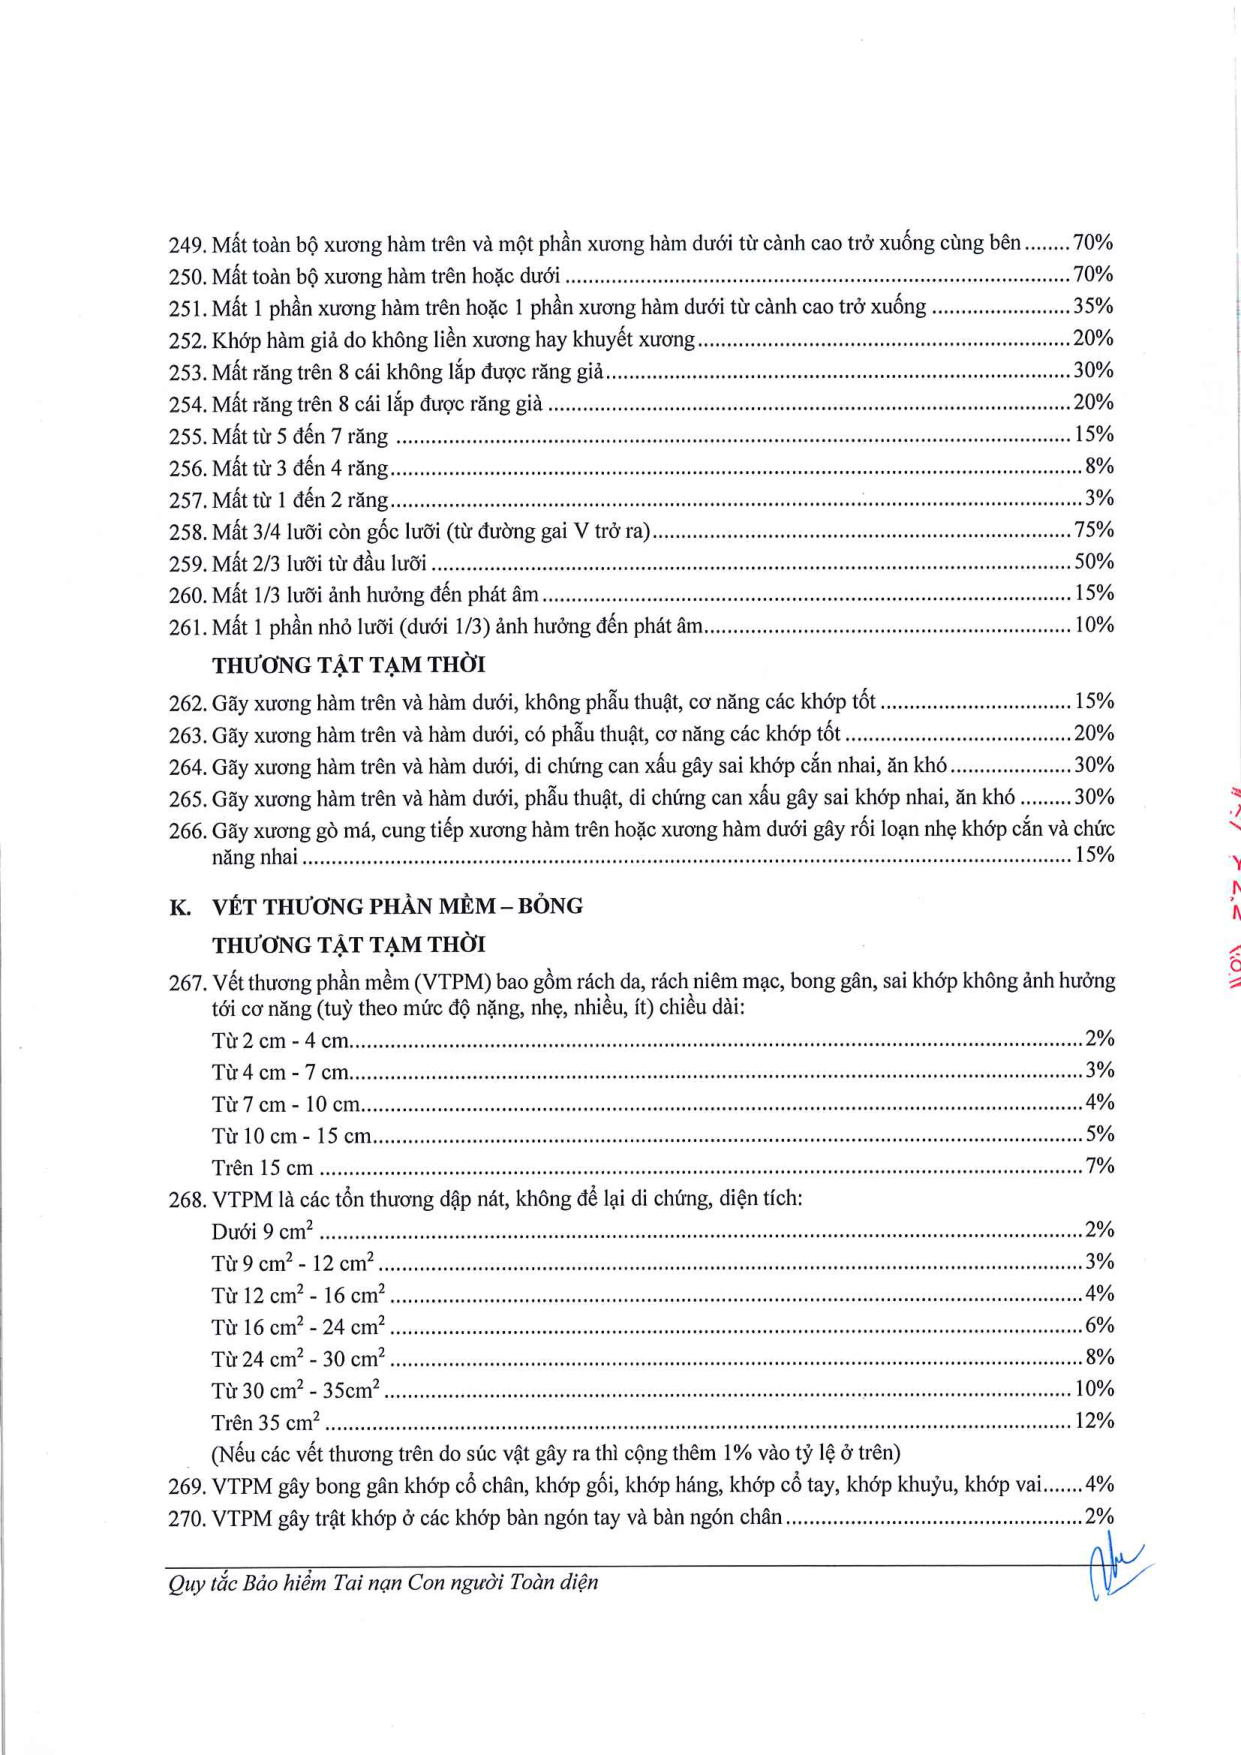 249. Mất toàn bộ xương hàm trên và một phần xương hàm dưới từ cành cao trở xuống cùng bên ........ 70%
250. Mất toàn bộ xương hàm trên hoặc dưới ........ 70%
251. Mất 1 phần xương hàm trên hoặc 1 phần xương hàm dưới từ cành cao trở xuống ........ 35%
252. Khớp hàm giả do không liền xương hay khuyết xương ........ 20%
253. Mất răng trên 8 cái không lắp được răng giả ........ 30%
254. Mất răng trên 8 cái lắp được răng già ........ 20%
255. Mất từ 5 đến 7 răng ........ 15%
256. Mất từ 3 đến 4 răng ........ 8%
257. Mất từ 1 đến 2 răng ........ 3%
258. Mất 3/4 lưỡi còn gốc lưỡi (từ đường gai V trở ra) ........ 75%
259. Mất 2/3 lưỡi từ đầu lưỡi ........ 50%
260. Mất 1/3 lưỡi ảnh hưởng đến phát âm ........ 15%
261. Mất 1 phần nhỏ lưỡi (dưới 1/3) ảnh hưởng đến phát âm ........ 10%
THƯƠNG TẬT TẠM THỜI
262. Gãy xương hàm trên và hàm dưới, không phẫu thuật, cơ năng các khớp tốt ........ 15%
263. Gãy xương hàm trên và hàm dưới, có phẫu thuật, cơ năng các khớp tốt ........ 20%
264. Gãy xương hàm trên và hàm dưới, di chứng can xấu gây sai khớp cắn nhai, ăn khó ........ 30%
265. Gãy xương hàm trên và hàm dưới, phẫu thuật, di chứng can xấu gây sai khớp nhai, ăn khó ........ 30%
266. Gãy xương gò má, cung tiếp xương hàm trên hoặc xương hàm dưới gây rối loạn nhẹ khớp cắn và chức
năng nhai ........ 15%
K. VẾT THƯƠNG PHẦN MỀM – BỎNG
THƯƠNG TẬT TẠM THỜI
267. Vết thương phần mềm (VTPM) bao gồm rách da, rách niêm mạc, bong gân, sai khớp không ảnh hưởng
tới cơ năng (tuỳ theo mức độ nặng, nhẹ, nhiều, ít) chiều dài:
Từ 2 cm - 4 cm ........ 2%
Từ 4 cm - 7 cm ........ 3%
Từ 7 cm - 10 cm ........ 4%
Từ 10 cm - 15 cm ........ 5%
Trên 15 cm ........ 7%
268. VTPM là các tổn thương dập nát, không để lại di chứng, diện tích:
Dưới 9 cm² ........ 2%
Từ 9 cm² - 12 cm² ........ 3%
Từ 12 cm² - 16 cm² ........ 4%
Từ 16 cm² - 24 cm² ........ 6%
Từ 24 cm² - 30 cm² ........ 8%
Từ 30 cm² - 35cm² ........ 10%
Trên 35 cm² ........ 12%
(Nếu các vết thương trên do súc vật gây ra thì cộng thêm 1% vào tỷ lệ ở trên)
269. VTPM gây bong gân khớp cổ chân, khớp gối, khớp háng, khớp cổ tay, khớp khuỷu, khớp vai ....... 4%
270. VTPM gây trật khớp ở các khớp bàn ngón tay và bàn ngón chân ........ 2%
Quy tắc Bảo hiểm Tai nạn Con người Toàn diện